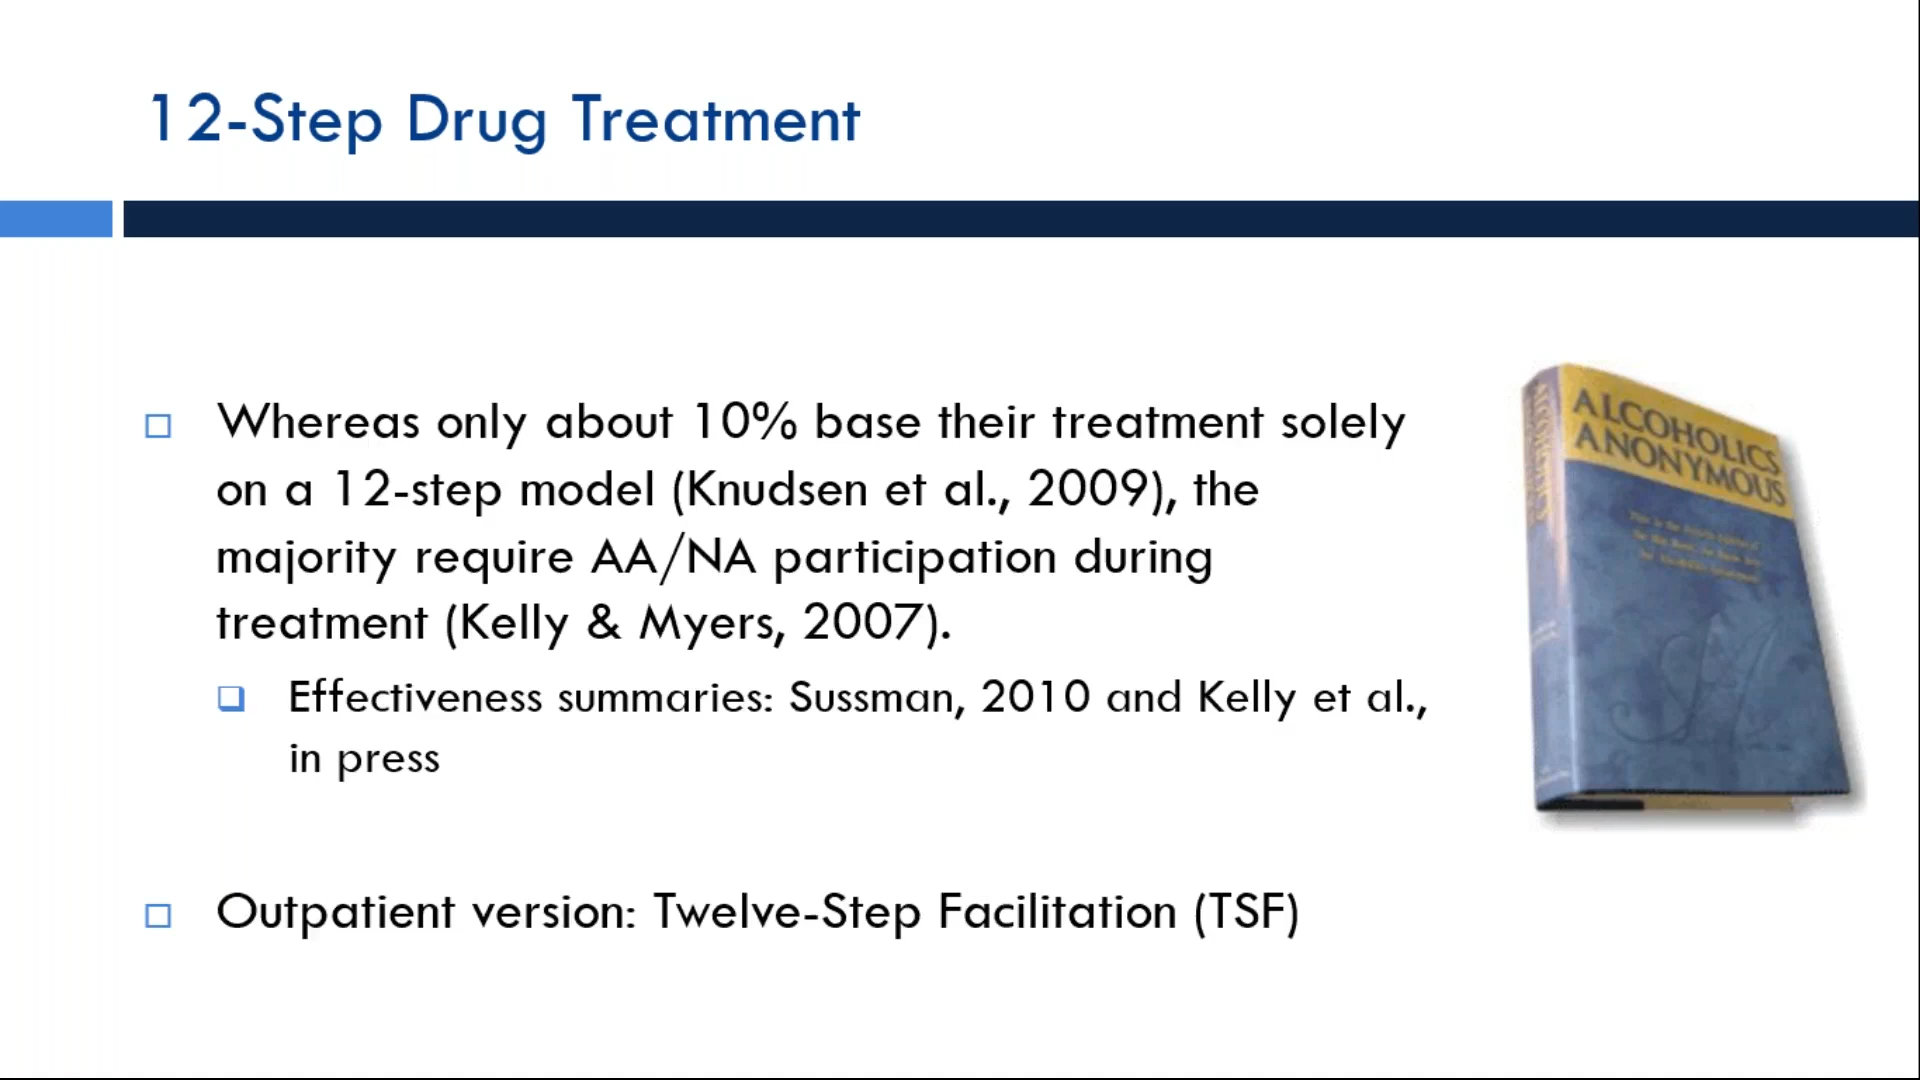 12-Step Drug Treatment
Whereas only about 10% base their treatment solely
on a 12-step model (Knudsen et al., 2009), the
majority require AA/NA participation during
treatment (Kelly & Myers, 2007).
Effectiveness summaries: Sussman, 2010 and Kelly et al.,
in press
Outpatient version: Twelve-Step Facilitation (TSF)
ALCOHOLICS
ANONYMOUS